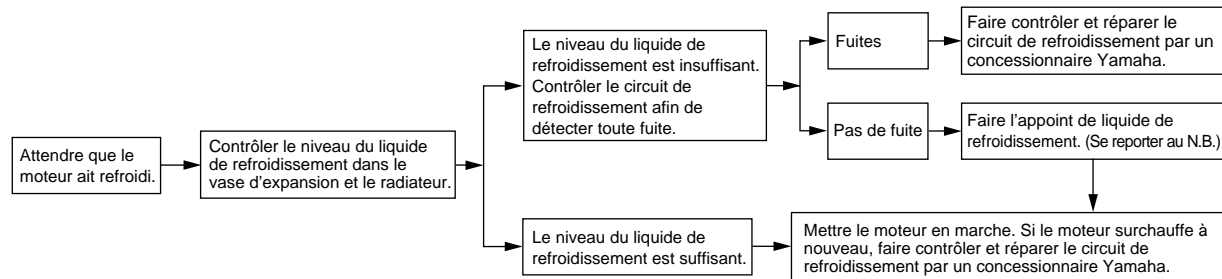 Attendre que le
moteur ait refroidi.
Contrôler le niveau du liquide
de refroidissement dans le
vase d’expansion et le radiateur.
Le niveau du liquide de
refroidissement est insuffisant.
Contrôler le circuit de
refroidissement afin de
détecter toute fuite.
Fuites
Faire contrôler et réparer le
circuit de refroidissement par un
concessionnaire Yamaha.
Pas de fuite
Faire l’appoint de liquide de
refroidissement. (Se reporter au N.B.)
Le niveau du liquide de
refroidissement est suffisant.
Mettre le moteur en marche. Si le moteur surchauffe à
nouveau, faire contrôler et réparer le circuit de
refroidissement par un concessionnaire Yamaha.